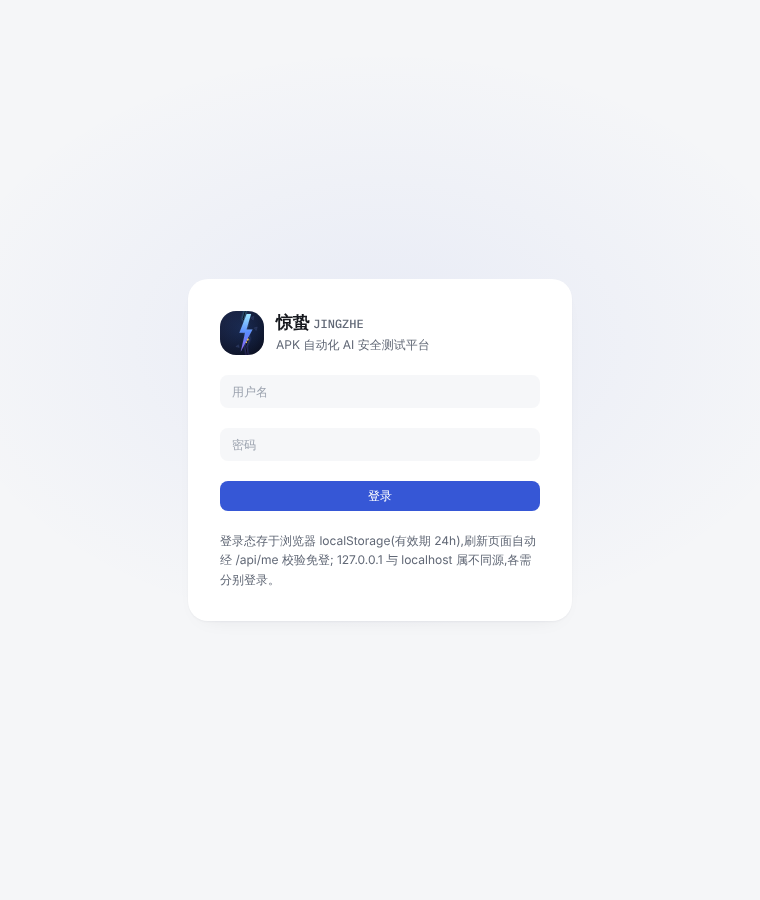 惊蛰 JINGZHE
APK 自动化 AI 安全测试平台
用户名
密码
登录
登录态存于浏览器 localStorage(有效期 24h),刷新页面自动
经 /api/me 校验免登; 127.0.0.1 与 localhost 属不同源,各需
分别登录。